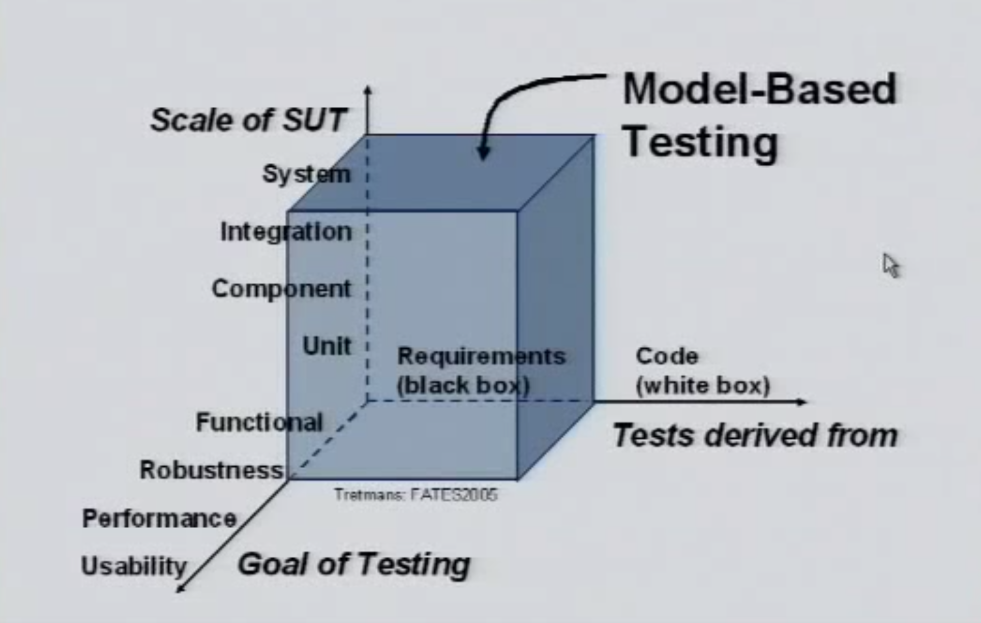 Model-Based
Testing
Scale of SUT
System
Integration
Component
Unit
Requirements
(black box)
Code
(white box)
Functional
Tests derived from
Robustness
Tretmans: FATES2005
Performance
Usability
Goal of Testing